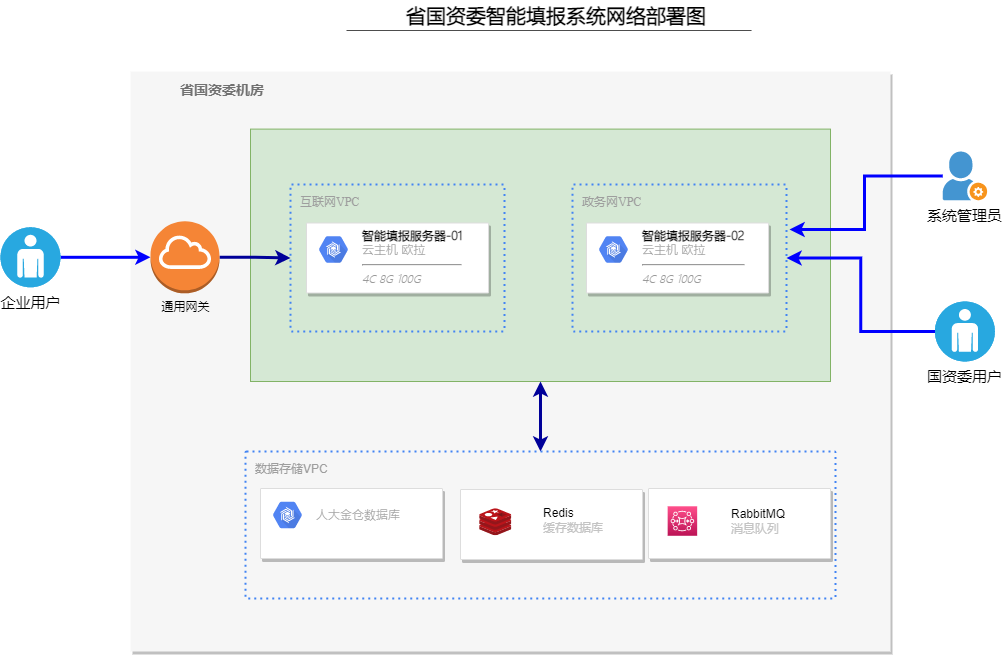 省国资委智能填报系统网络部署图
省国资委机房
互联网VPC
智能填报服务器-01
云主机 欧拉
4C 8G 100G
政务网VPC
智能填报服务器-02
云主机 欧拉
4C 8G 100G
系统管理员
企业用户
通用网关
国资委用户
数据存储VPC
人大金仓数据库
Redis
缓存数据库
RabbitMQ
消息队列